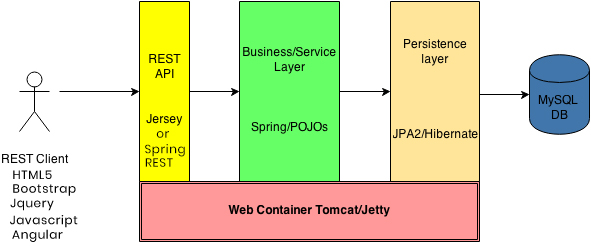 REST Client
HTML5
Bootstrap
Jquery
Javascript
Angular
REST
API
Jersey
or
Spring
REST
Business/Service
Layer
Spring/POJOs
Persistence
layer
JPA2/Hibernate
MySQL
DB
Web Container Tomcat/Jetty